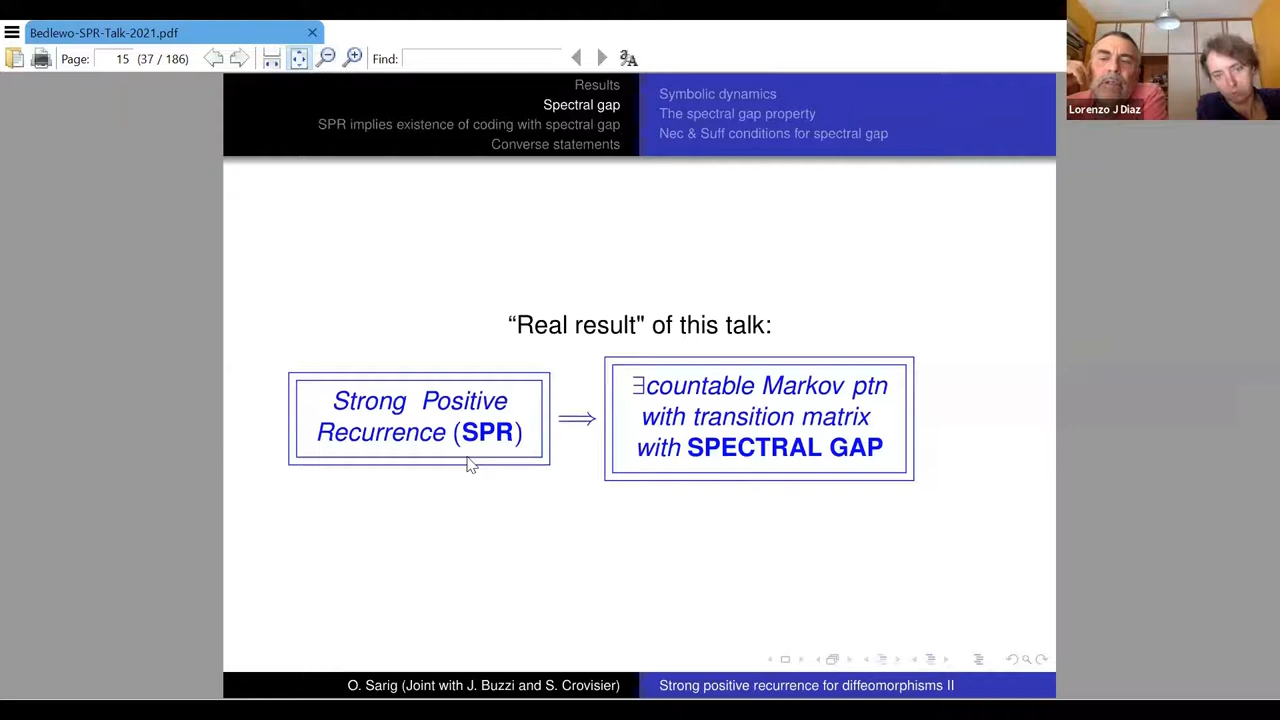 Bedlewo-SPR-Talk-2021.pdf
Page: 15 (37 / 186) Find:
Lorenzo J Diaz
Results
Spectral gap
SPR implies existence of coding with spectral gap
Converse statements
Symbolic dynamics
The spectral gap property
Nec & Suff conditions for spectral gap
“Real result" of this talk:
Strong Positive
Recurrence (SPR)
⟹
∃countable Markov ptn
with transition matrix
with SPECTRAL GAP
O. Sarig (Joint with J. Buzzi and S. Crovisier)
Strong positive recurrence for diffeomorphisms II